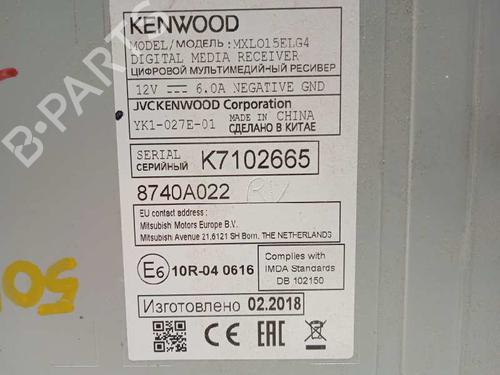 KENWOOD
MODEL/МОДЕЛЬ:MXL015ELG4
DIGITAL MEDIA RECEIVER
ЦИФРОВОЙ МУЛЬТИМЕДИЙНЫЙ РЕСИВЕР
12V 6.0A NEGATIVE GND
JVCKENWOOD Corporation
YK1-027E-01 MADE IN CHINA
СДЕЛАНО В КИТАЕ
SERIAL
СЕРИЙНЫЙ K7102665
8740A022 RV
EU contact address :
Mitsubishi Motors Europe B.V.
Mitsubishi Avenue 21,6121 SH Born, THE NETHERLANDS
E6 10R-04 0616
Complies with
IMDA Standards
DB 102150
Изготовлено 02.2018
CE EAC